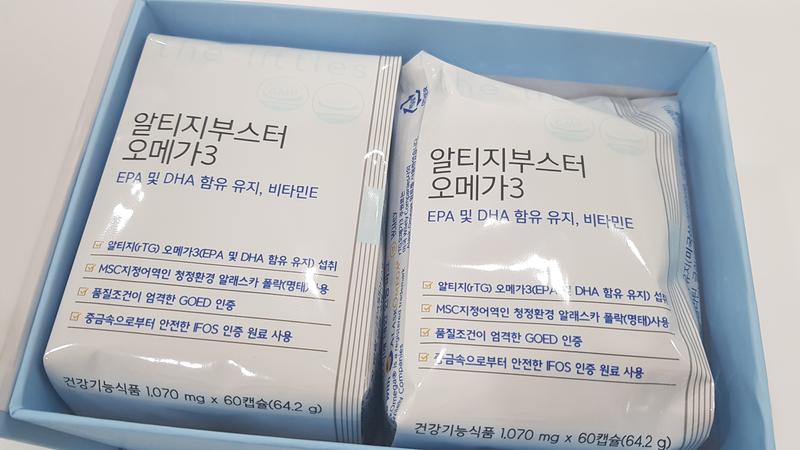 the littles
알티지부스터
오메가3
EPA 및 DHA 함유 유지, 비타민E
알티지(rTG) 오메가3(EPA 및 DHA 함유 유지) 섭취
MSC지정어역인 청정환경 알래스카 폴락(명태)사용
품질조건이 엄격한 GOED 인증
중금속으로부터 안전한 IFOS 인증 원료 사용
건강기능식품 1,070 mg x 60캡슐(64.2 g)
알티지부스터
오메가3
EPA 및 DHA 함유 유지, 비타민E
알티지(rTG) 오메가3(EPA 및 DHA 함유 유지) 섭취
MSC지정어역인 청정환경 알래스카 폴락(명태)사용
품질조건이 엄격한 GOED 인증
중금속으로부터 안전한 IFOS 인증 원료 사용
건강기능식품 1,070 mg x 60캡슐(64.2 g)